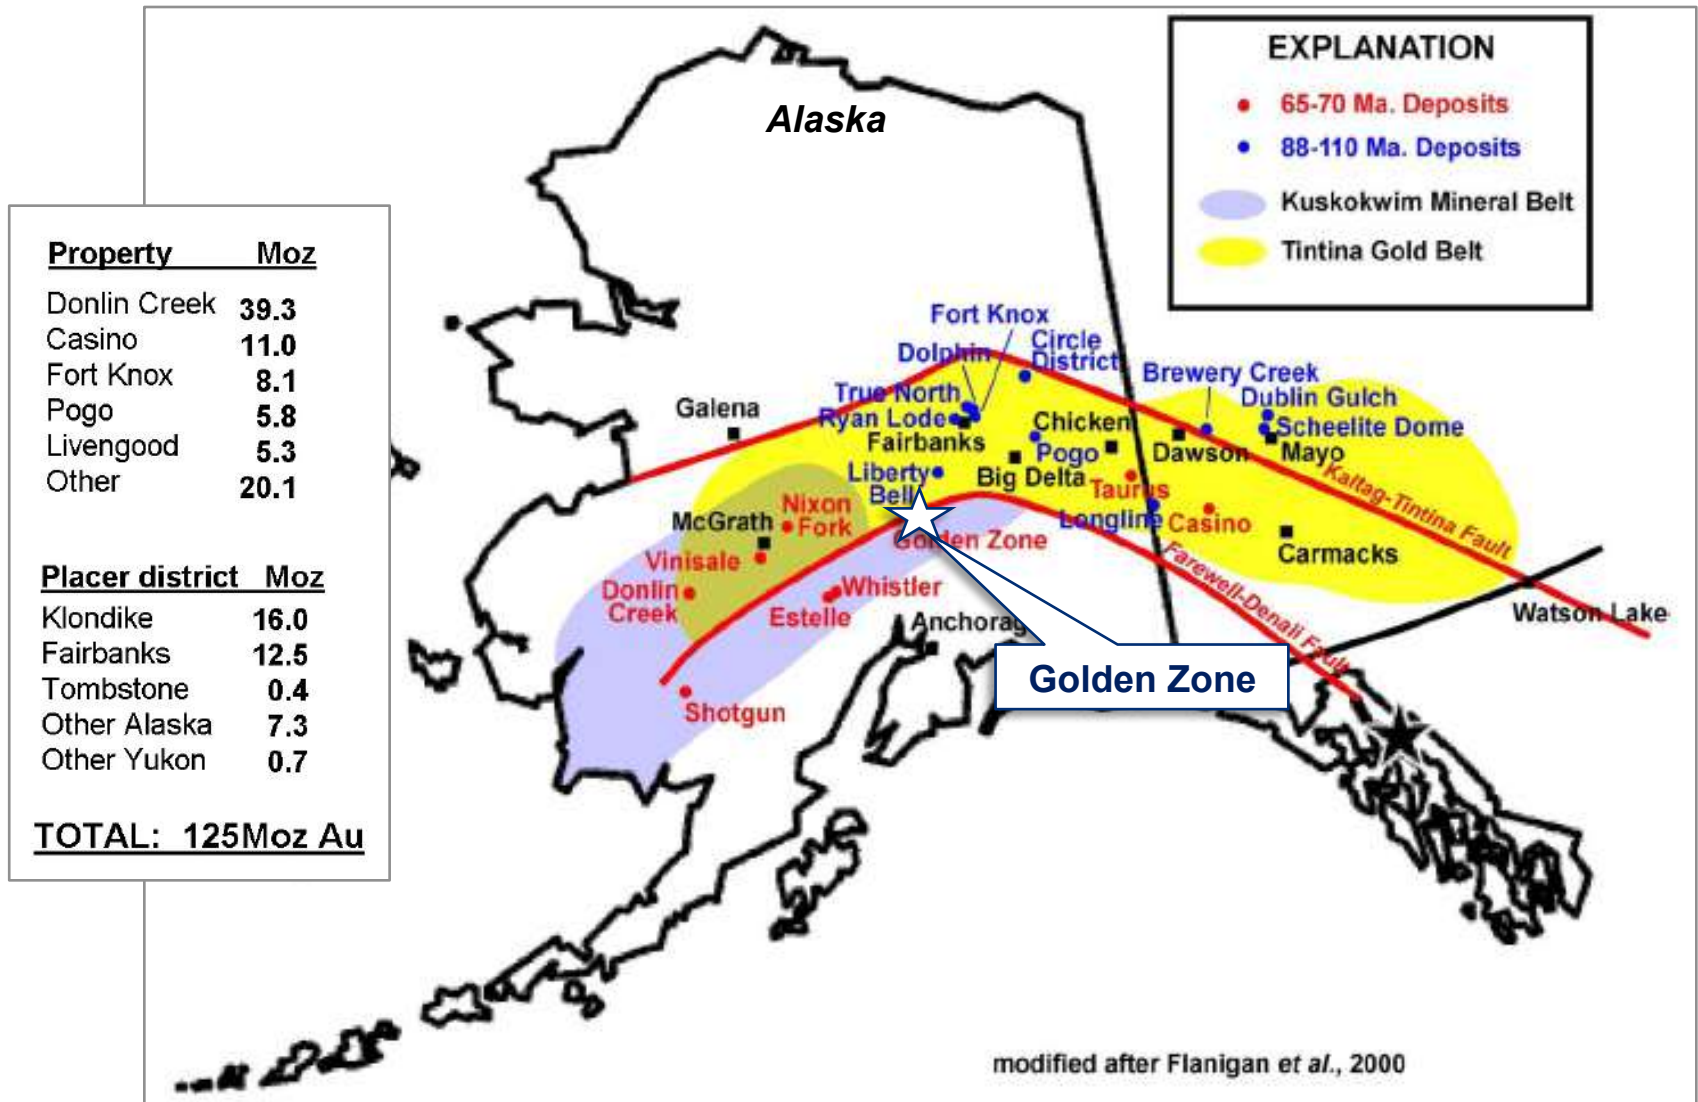 Alaska
EXPLANATION
65-70 Ma. Deposits
88-110 Ma. Deposits
Kuskokwim Mineral Belt
Tintina Gold Belt
Property Moz
Donlin Creek 39.3
Casino 11.0
Fort Knox 8.1
Pogo 5.8
Livengood 5.3
Other 20.1
Placer district Moz
Klondike 16.0
Fairbanks 12.5
Tombstone 0.4
Other Alaska 7.3
Other Yukon 0.7
TOTAL: 125Moz Au
Fort Knox
Dolphin
Circle
District
True North
Ryan Lode
Fairbanks
Galena
Brewery Creek
Dublin Gulch
Scheelite Dome
Mayo
Dawson
Chicken
Pogo
Big Delta
Liberty
Bell
Taurus
Longline
Casino
Carmacks
Kaltag-Tintina Fault
Farewell-Denali Fault
Watson Lake
Nixon
Fork
McGrath
Vinisale
Donlin
Creek
Golden Zone
Whistler
Estelle
Shotgun
Anchorag
Golden Zone
modified after Flanigan et al., 2000